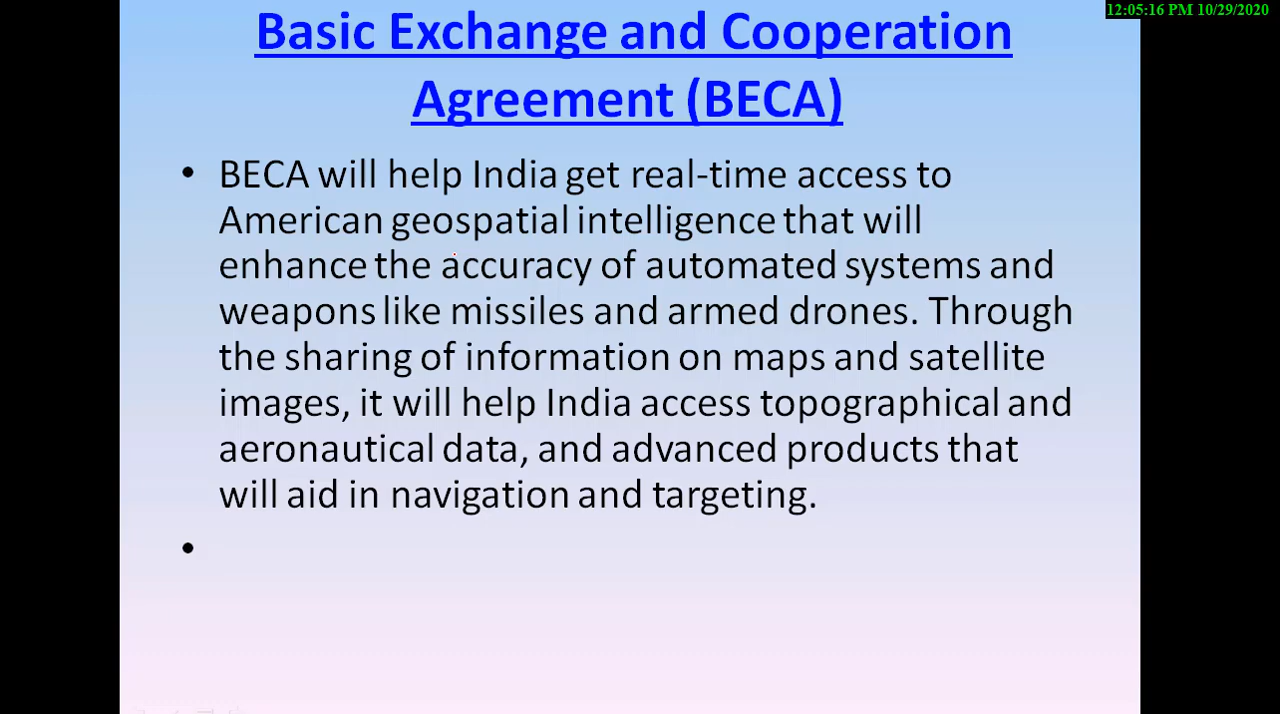 12:05:16 PM 10/29/2020
Basic Exchange and Cooperation
Agreement (BECA)
• BECA will help India get real-time access to
American geospatial intelligence that will
enhance the accuracy of automated systems and
weapons like missiles and armed drones. Through
the sharing of information on maps and satellite
images, it will help India access topographical and
aeronautical data, and advanced products that
will aid in navigation and targeting.
•